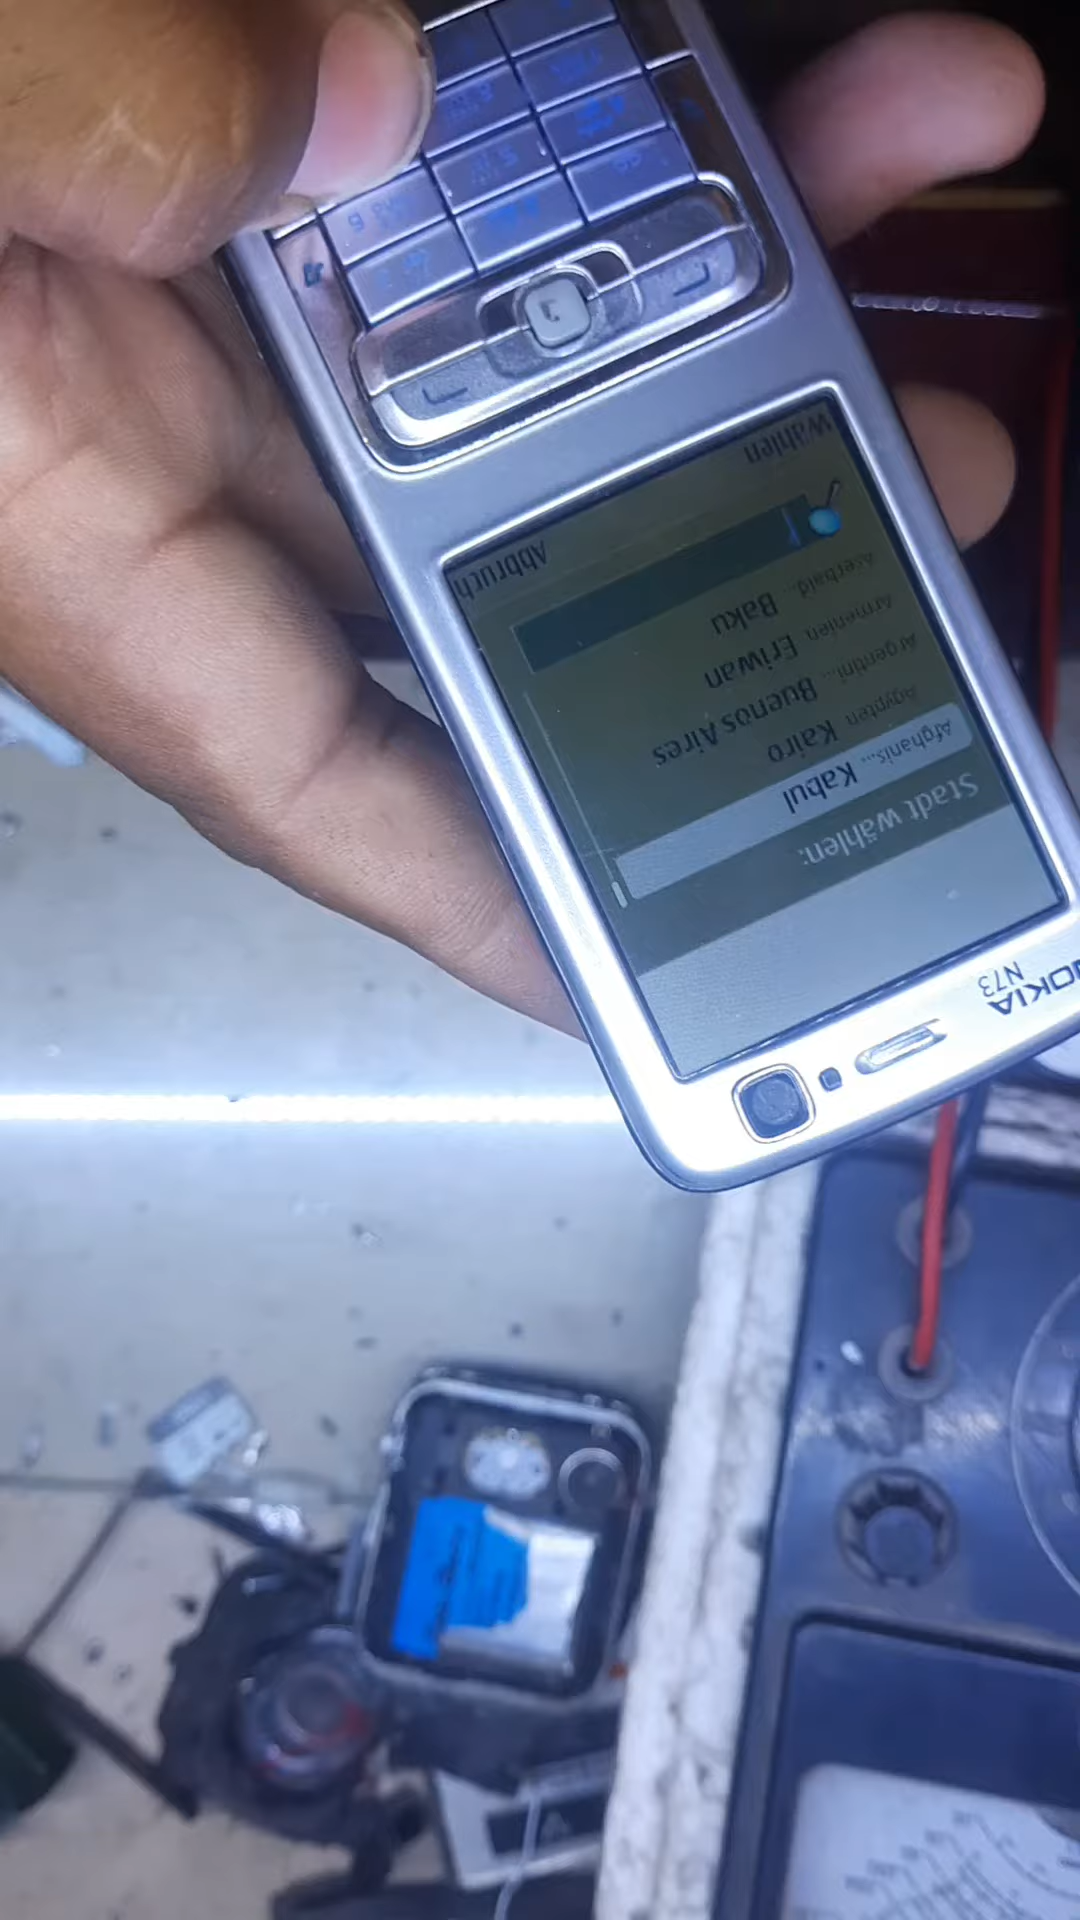 NOKIA
N73
Stadt wählen:
Afghanis... Kabul
Ägypten Kairo
Argentini... Buenos Aires
Armenien Eriwan
Aserbaid... Baku
Wählen Abbruch